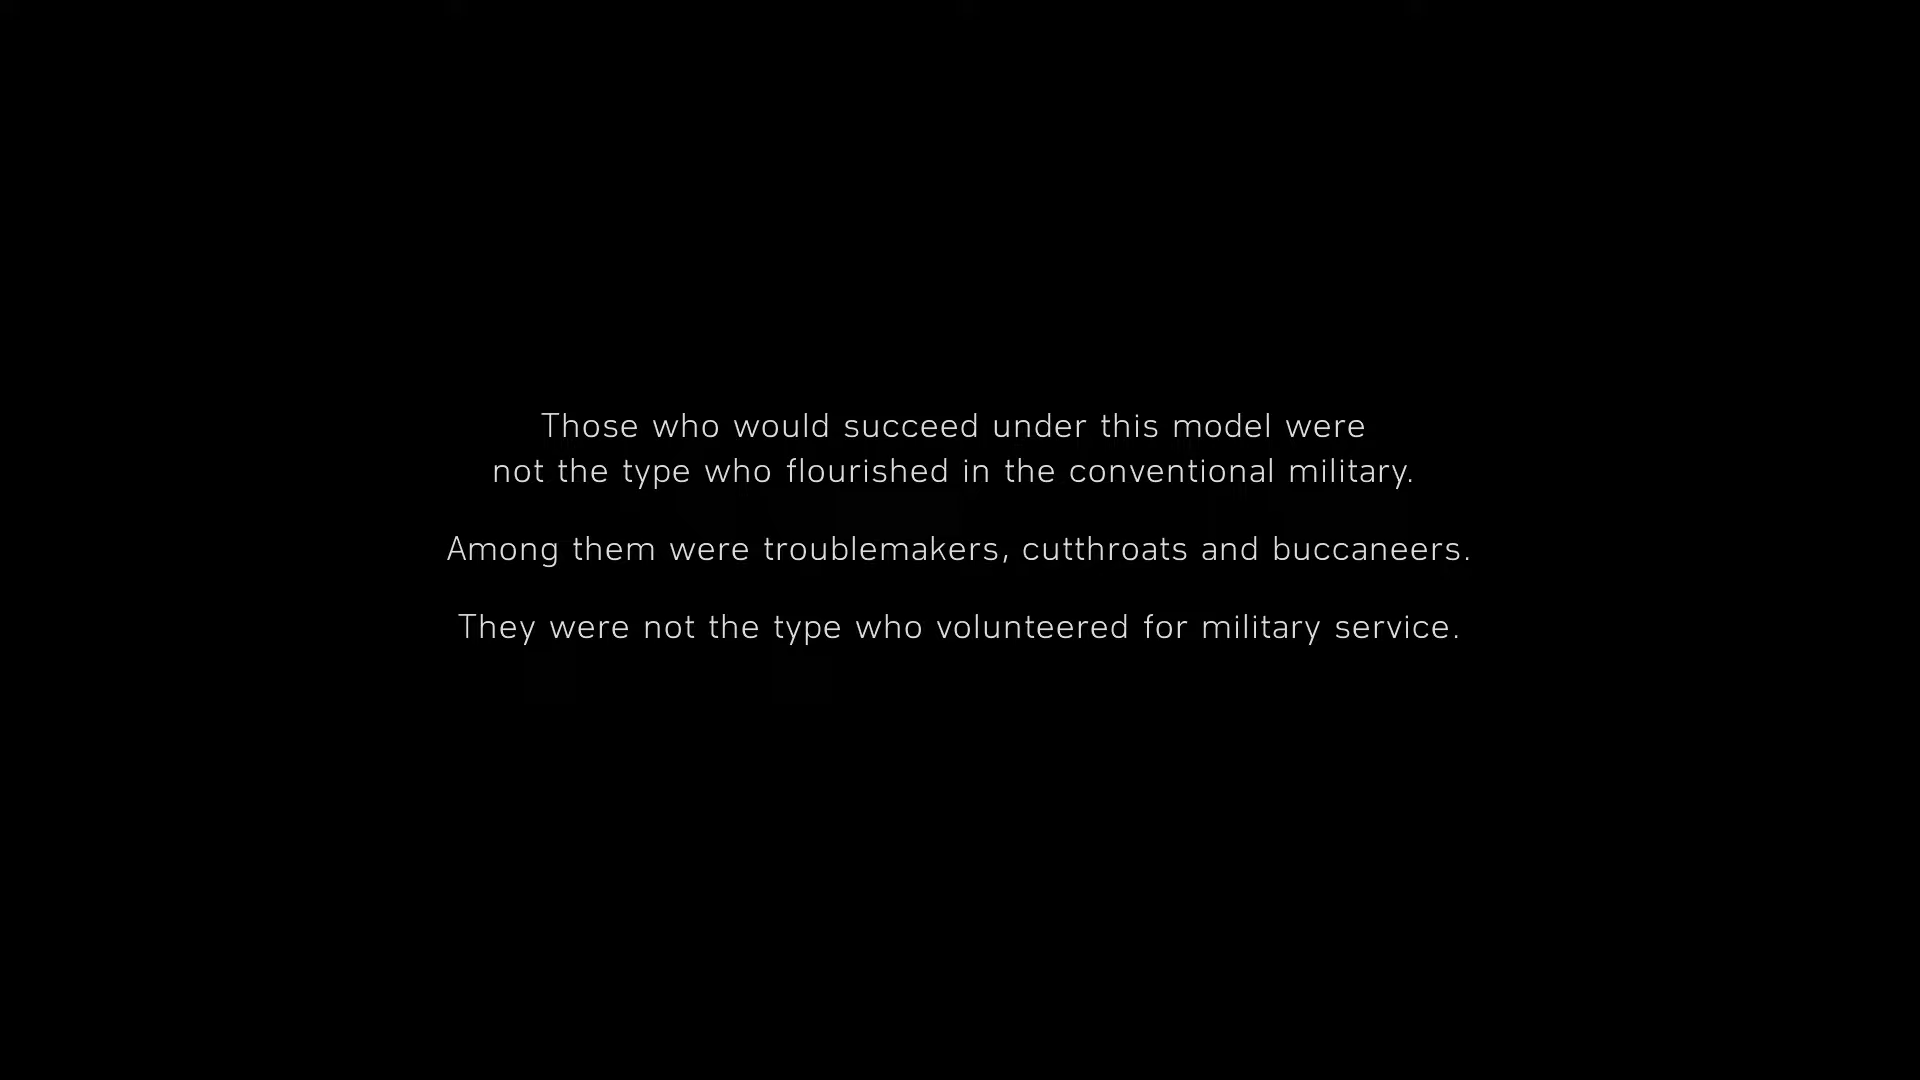 Those who would succeed under this model were
not the type who flourished in the conventional military.
Among them were troublemakers, cutthroats and buccaneers.
They were not the type who volunteered for military service.